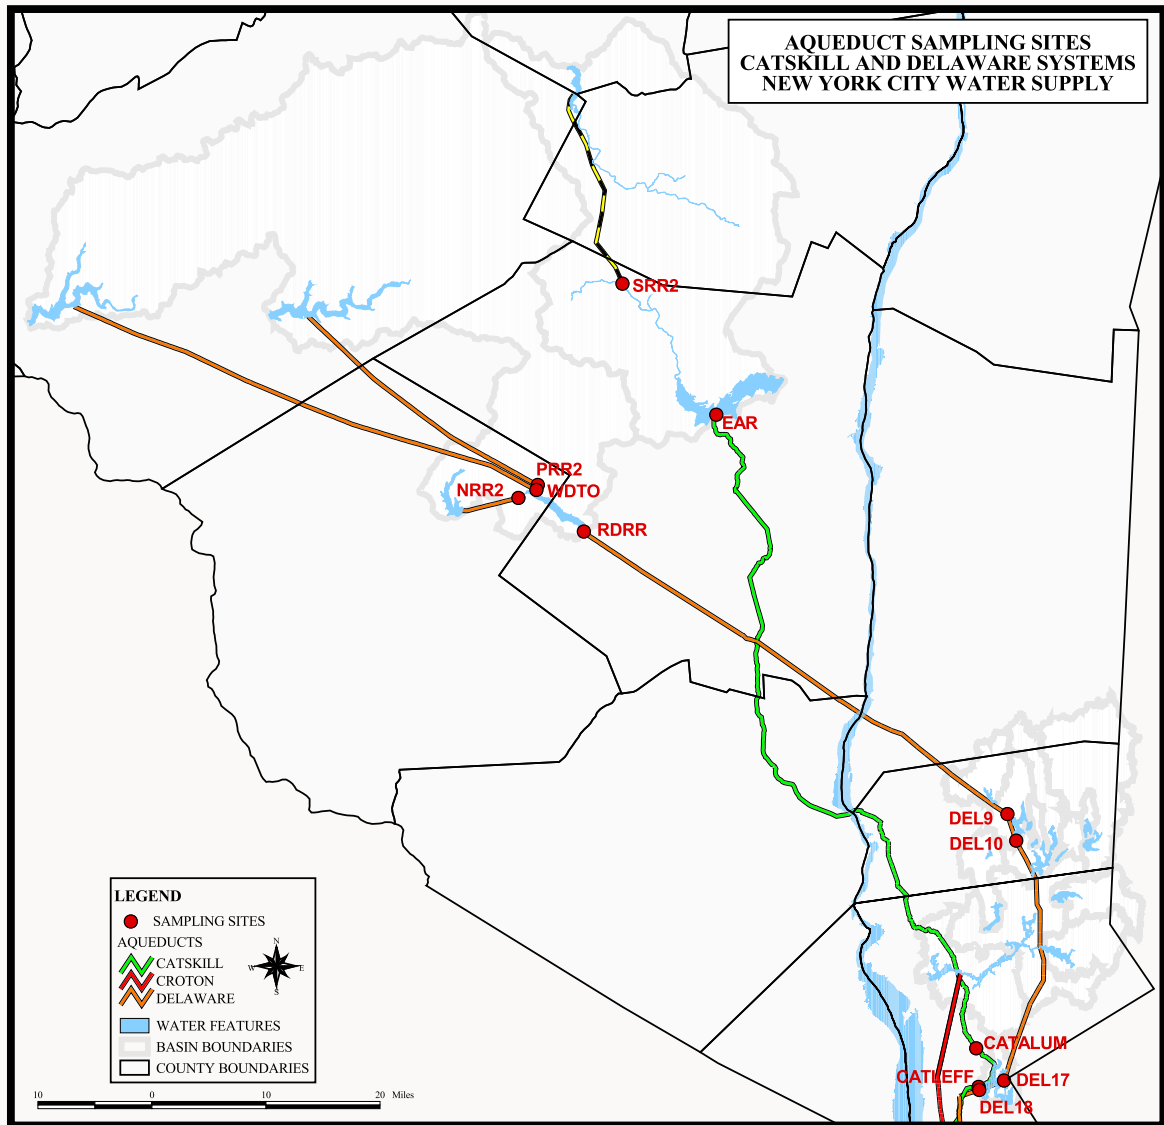 AQUEDUCT SAMPLING SITES
CATSKILL AND DELAWARE SYSTEMS
NEW YORK CITY WATER SUPPLY
SRR2
EAR
PRR2
NRR2
WDTO
RDRR
DEL9
DEL10
CATALUM
CATLEFF
DEL17
DEL18
LEGEND
SAMPLING SITES
AQUEDUCTS
CATSKILL
CROTON
DELAWARE
N
W
E
S
WATER FEATURES
BASIN BOUNDARIES
COUNTY BOUNDARIES
10 0 10 20 Miles